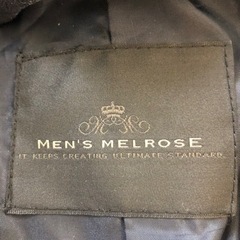 MEN'S MELROSE
IT KEEPS CREATING ULTIMATE STANDARD.